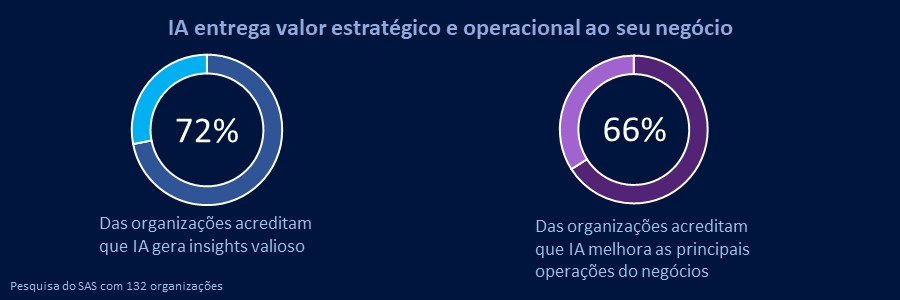 IA entrega valor estratégico e operacional ao seu negócio
72%
66%
Das organizações acreditam
que IA gera insights valioso
Das organizações acreditam
que IA melhora as principais
operações do negócios
Pesquisa do SAS com 132 organizações